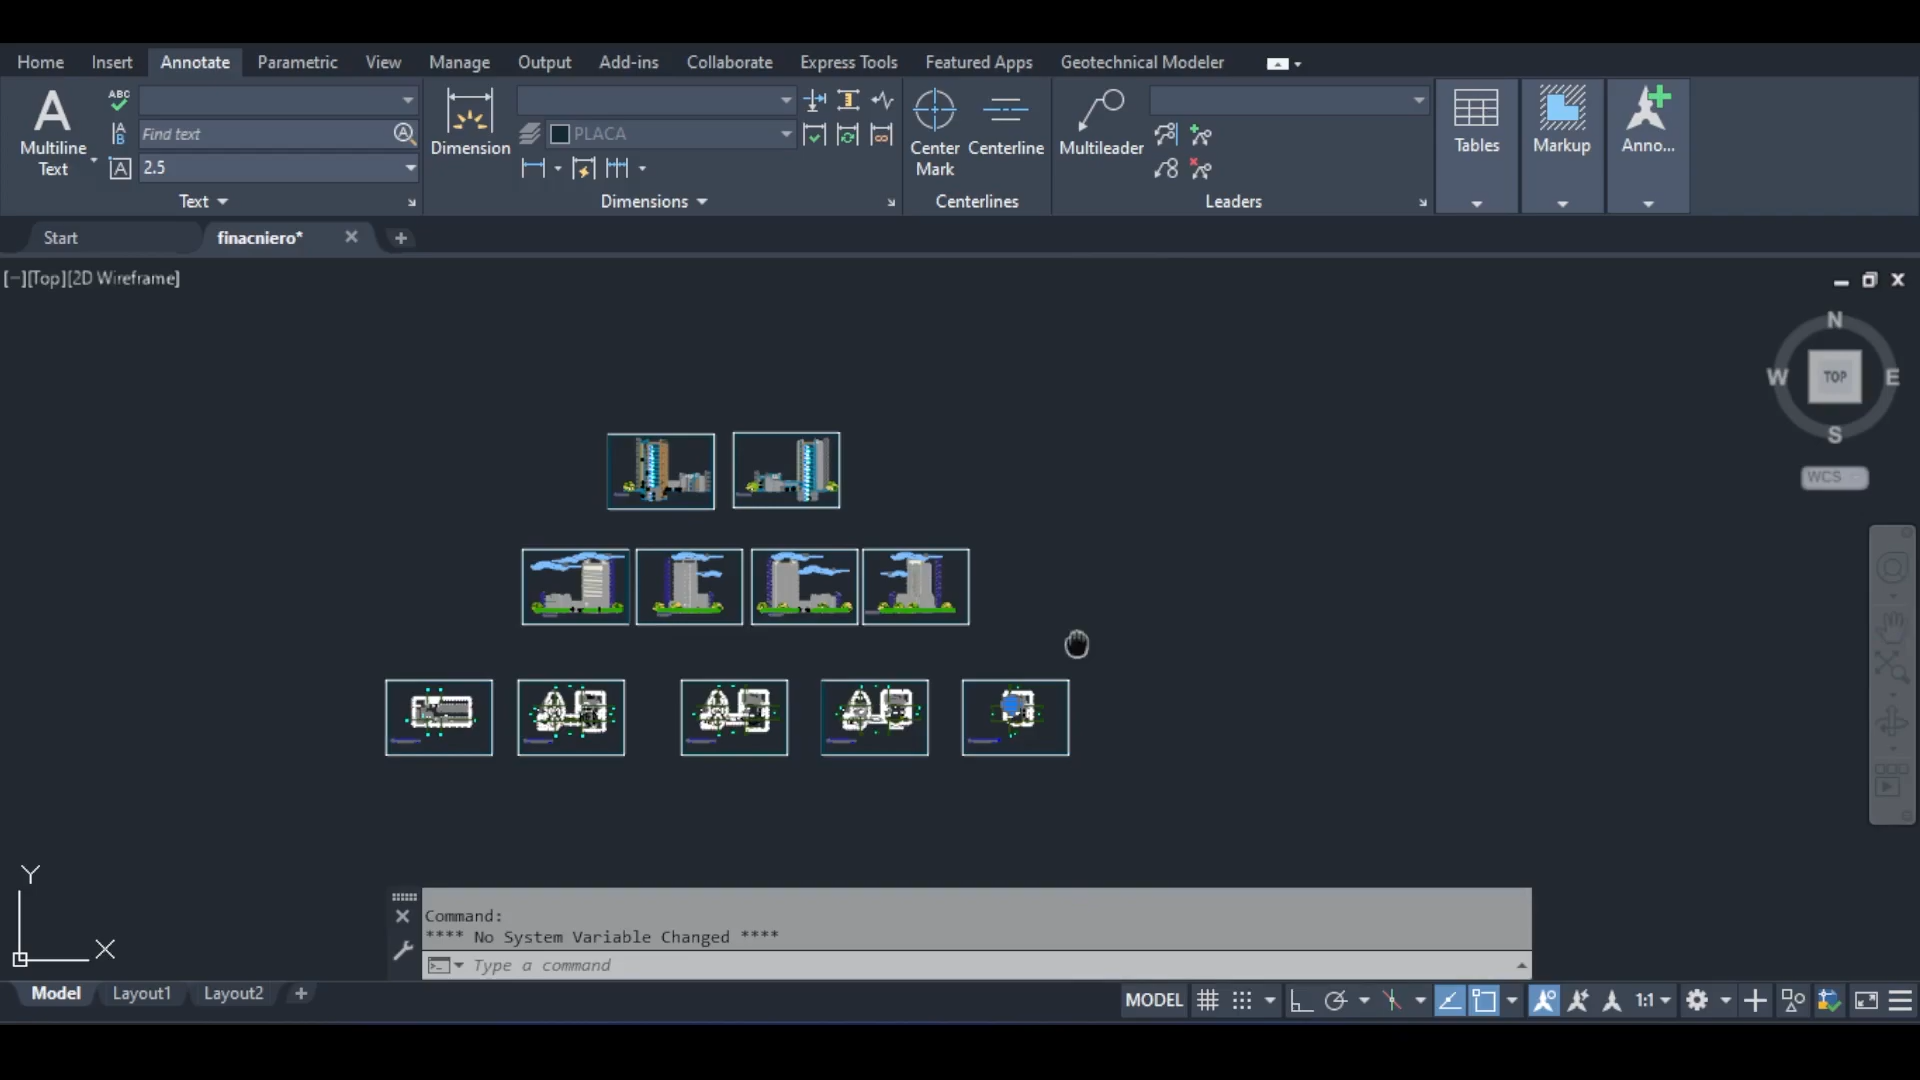 Home Insert Annotate Parametric View Manage Output Add-ins Collaborate Express Tools Featured Apps Geotechnical Modeler
Multiline
Text
ABC
Find text
2.5
Text
Dimension
PLACA
Dimensions
Center
Mark
Centerline
Centerlines
Multileader
Leaders
Tables
Markup
Anno...
Start finacniero*
[−][Top][2D Wireframe]
N
W TOP E
S
WCS
Y
X
Command:
**** No System Variable Changed ****
Type a command
Model Layout1 Layout2
MODEL 1:1